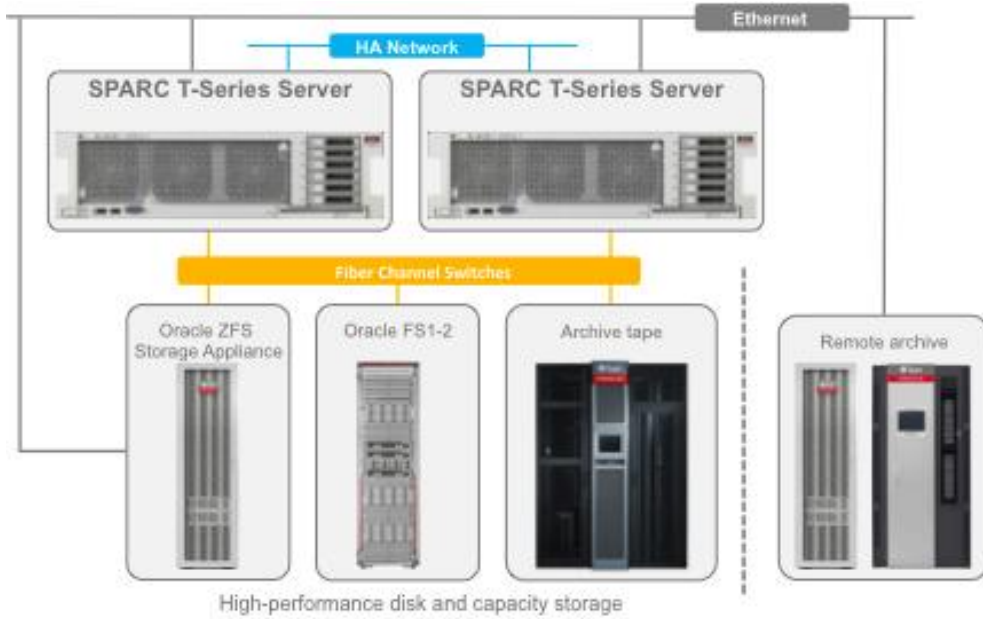 Ethernet
HA Network
SPARC T-Series Server
SPARC T-Series Server
Fiber Channel Switches
Oracle ZFS
Storage Appliance
Oracle FS1-2
Archive tape
Remote archive
High-performance disk and capacity storage